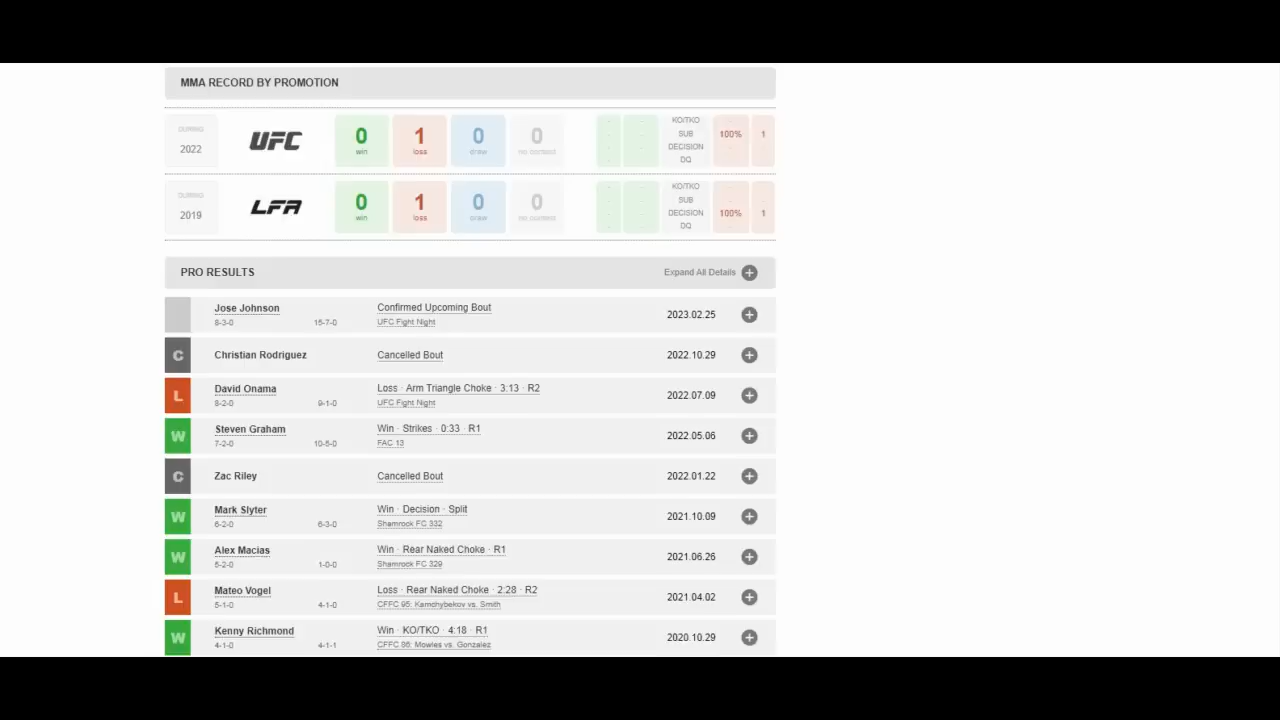 MMA RECORD BY PROMOTION
DURING
2022
UFC
0
win
1
loss
0
draw
0
no contest
KO/TKO
SUB
DECISION
DQ
100%
1
DURING
2019
LFA
0
win
1
loss
0
draw
0
no contest
KO/TKO
SUB
DECISION
DQ
100%
1
PRO RESULTS Expand All Details
Jose Johnson Confirmed Upcoming Bout 2023.02.25
8-3-0 15-7-0 UFC Fight Night
C Christian Rodriguez Cancelled Bout 2022.10.29
L David Onama Loss · Arm Triangle Choke · 3:13 · R2 2022.07.09
8-2-0 9-1-0 UFC Fight Night
W Steven Graham Win · Strikes · 0:33 · R1 2022.05.06
7-2-0 10-5-0 FAC 13
C Zac Riley Cancelled Bout 2022.01.22
W Mark Slyter Win · Decision · Split 2021.10.09
6-2-0 6-3-0 Shamrock FC 332
W Alex Macias Win · Rear Naked Choke · R1 2021.06.26
5-2-0 1-0-0 Shamrock FC 329
L Mateo Vogel Loss · Rear Naked Choke · 2:28 · R2 2021.04.02
5-1-0 4-1-0 CFFC 95: Kamchybekov vs. Smith
W Kenny Richmond Win · KO/TKO · 4:18 · R1 2020.10.29
4-1-0 4-1-1 CFFC 86: Mowles vs. Gonzalez